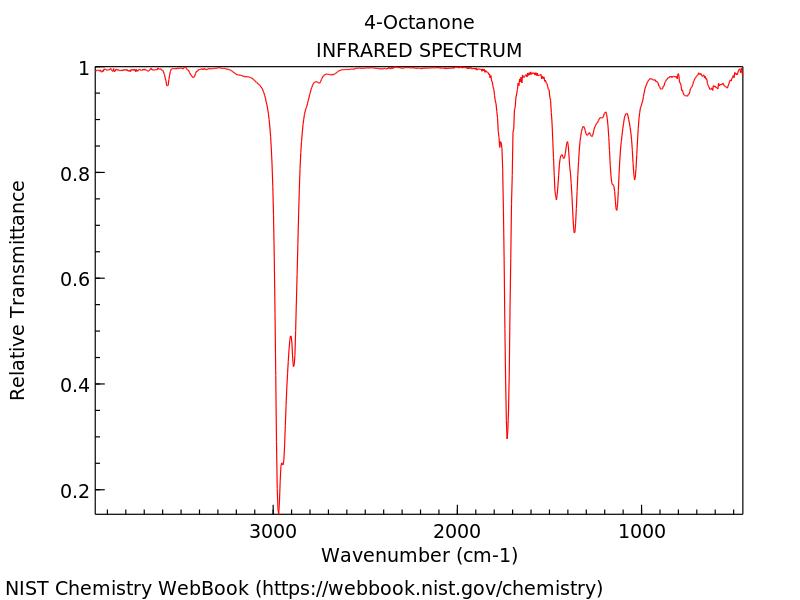 4-Octanone
INFRARED SPECTRUM
1
0.8
0.6
0.4
0.2
Relative Transmittance
3000 2000 1000
Wavenumber (cm-1)
NIST Chemistry WebBook (https://webbook.nist.gov/chemistry)